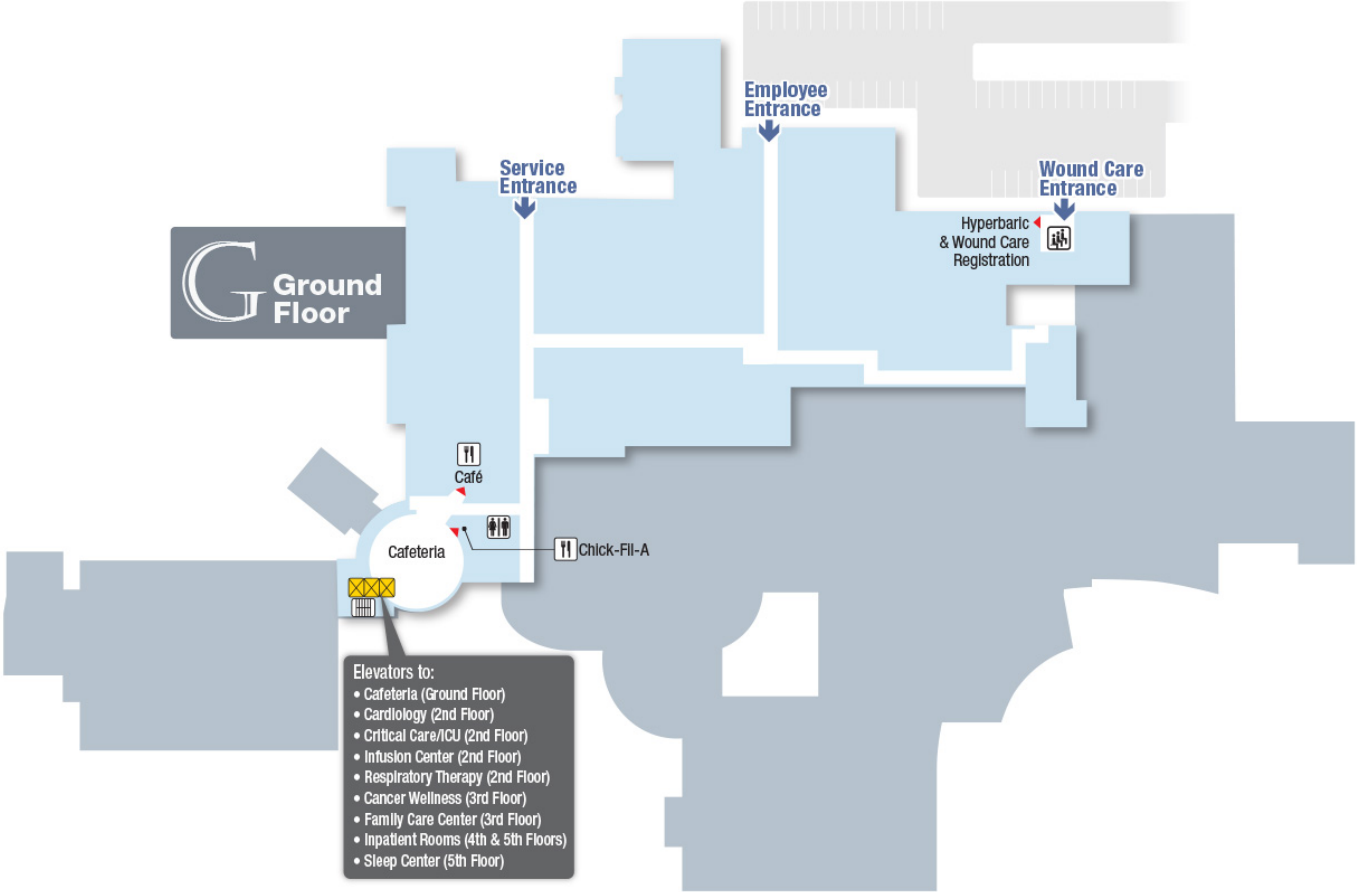 Employee
Entrance
Service
Entrance
Wound Care
Entrance
Hyperbaric
& Wound Care
Registration
G Ground
Floor
Café
Cafeteria
Chick-Fil-A
Elevators to:
• Cafeteria (Ground Floor)
• Cardiology (2nd Floor)
• Critical Care/ICU (2nd Floor)
• Infusion Center (2nd Floor)
• Respiratory Therapy (2nd Floor)
• Cancer Wellness (3rd Floor)
• Family Care Center (3rd Floor)
• Inpatient Rooms (4th & 5th Floors)
• Sleep Center (5th Floor)